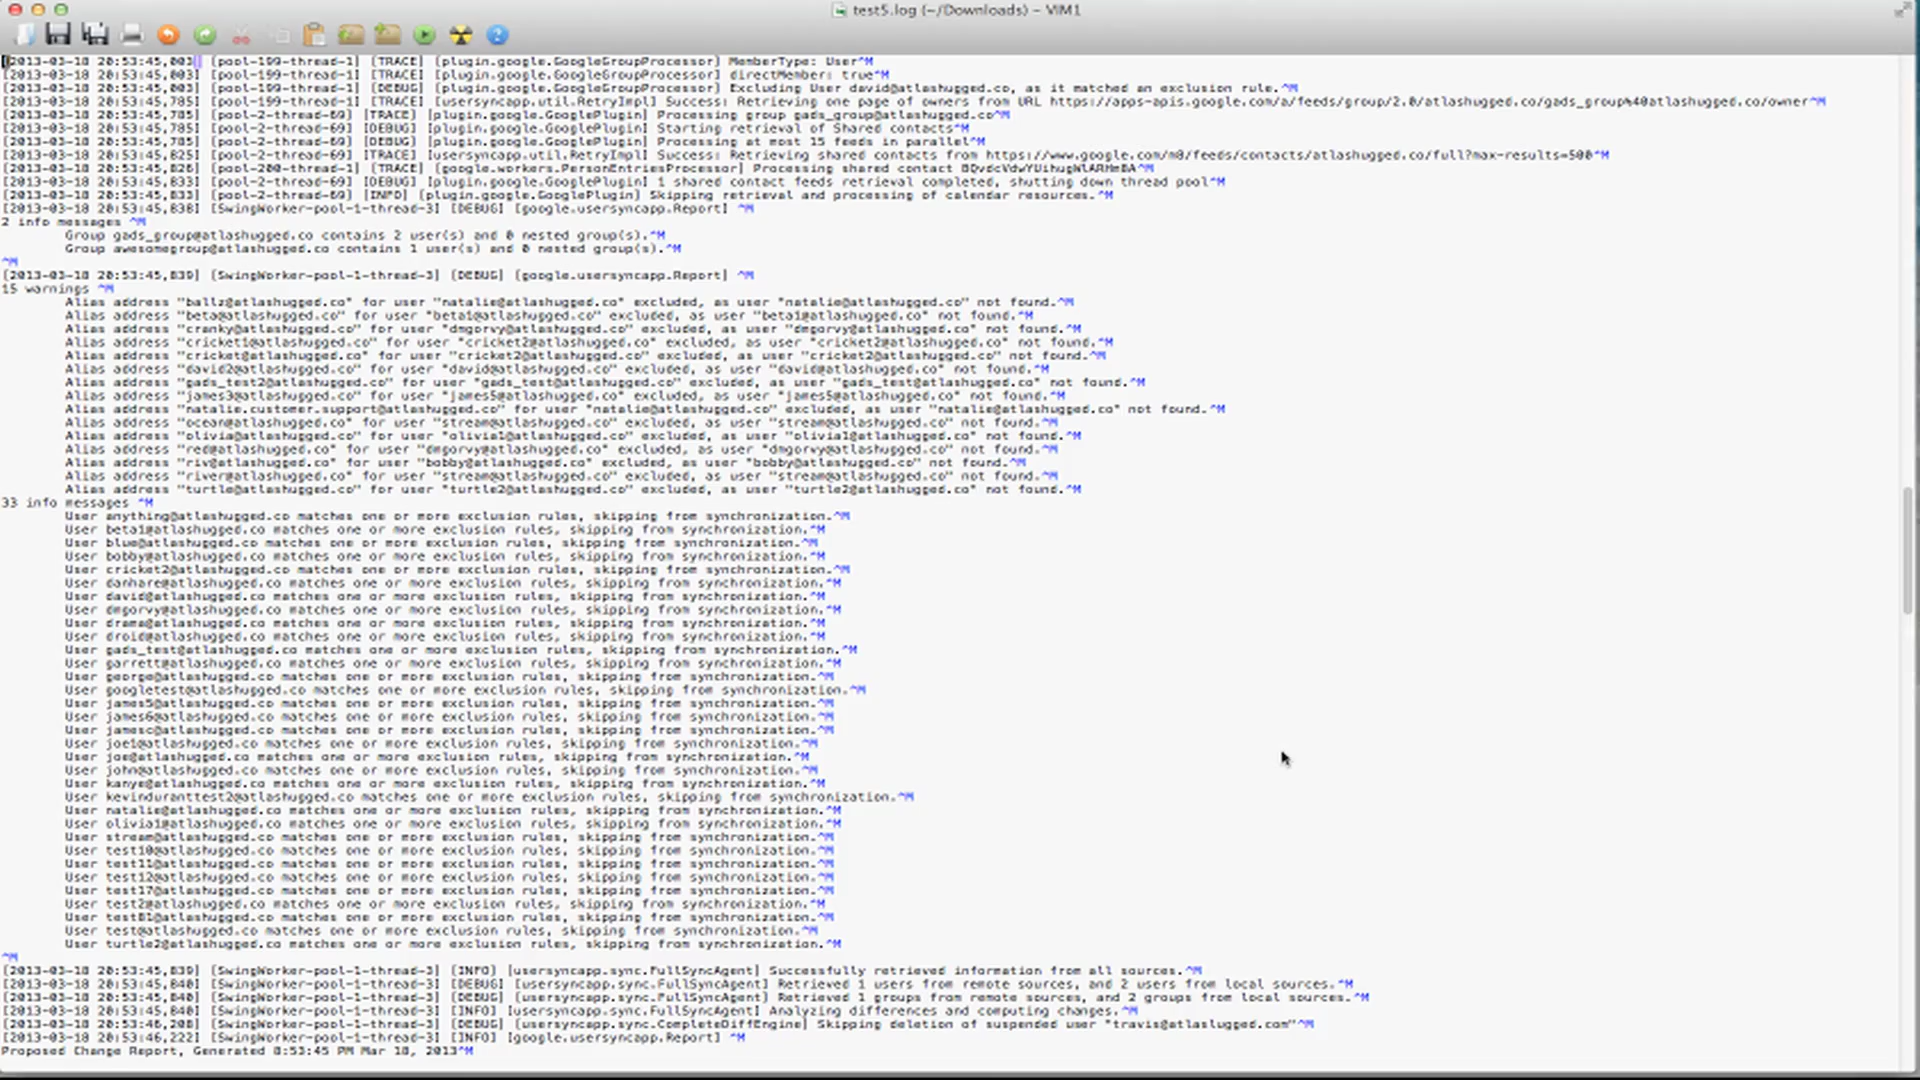 test5.log (~/Downloads) – VIM1
[2013-03-18 20:53:45,003] [pool-199-thread-1] [TRACE] [plugin.google.GoogleGroupProcessor] MemberType: User^M
[2013-03-18 20:53:45,003] [pool-199-thread-1] [TRACE] [plugin.google.GoogleGroupProcessor] directMember: true^M
[2013-03-18 20:53:45,003] [pool-199-thread-1] [DEBUG] [plugin.google.GoogleGroupProcessor] Excluding User david@atlashugged.co, as it matched an exclusion rule.^M
[2013-03-18 20:53:45,785] [pool-199-thread-1] [TRACE] [usersyncapp.util.RetryImpl] Success: Retrieving one page of owners from URL https://apps-apis.google.com/a/feeds/group/2.0/atlashugged.co/gads_group%40atlashugged.co/owner^M
[2013-03-18 20:53:45,785] [pool-2-thread-69] [TRACE] [plugin.google.GooglePlugin] Processing group gads_group@atlashugged.co^M
[2013-03-18 20:53:45,785] [pool-2-thread-69] [DEBUG] [plugin.google.GooglePlugin] Starting retrieval of Shared contacts^M
[2013-03-18 20:53:45,785] [pool-2-thread-69] [DEBUG] [plugin.google.GooglePlugin] Processing at most 15 feeds in parallel^M
[2013-03-18 20:53:45,825] [pool-2-thread-69] [TRACE] [usersyncapp.util.RetryImpl] Success: Retrieving shared contacts from https://www.google.com/m8/feeds/contacts/atlashugged.co/full?max-results=500^M
[2013-03-18 20:53:45,826] [pool-200-thread-1] [TRACE] [google.workers.PersonEntriesProcessor] Processing shared contact
[2013-03-18 20:53:45,833] [pool-2-thread-69] [DEBUG] [plugin.google.GooglePlugin] 1 shared contact feeds retrieval completed, shutting down thread pool^M
[2013-03-18 20:53:45,833] [pool-2-thread-69] [INFO] [plugin.google.GooglePlugin] Skipping retrieval and processing of calendar resources.^M
[2013-03-18 20:53:45,838] [SwingWorker-pool-1-thread-3] [DEBUG] [google.usersyncapp.Report] ^M
2 info messages ^M
Group gads_group@atlashugged.co contains 2 user(s) and 0 nested group(s).^M
Group awesomegroup@atlashugged.co contains 1 user(s) and 0 nested group(s).^M
^M
[2013-03-18 20:53:45,839] [SwingWorker-pool-1-thread-3] [DEBUG] [google.usersyncapp.Report] ^M
15 warnings ^M
Alias address "ballz@atlashugged.co" for user "natalie@atlashugged.co" excluded, as user "natalie@atlashugged.co" not found.^M
Alias address "beta@atlashugged.co" for user "beta1@atlashugged.co" excluded, as user "beta1@atlashugged.co" not found.^M
Alias address "cranky@atlashugged.co" for user "dmgorvy@atlashugged.co" excluded, as user "dmgorvy@atlashugged.co" not found.^M
Alias address "cricket1@atlashugged.co" for user "cricket2@atlashugged.co" excluded, as user "cricket2@atlashugged.co" not found.^M
Alias address "cricket@atlashugged.co" for user "cricket2@atlashugged.co" excluded, as user "cricket2@atlashugged.co" not found.^M
Alias address "david2@atlashugged.co" for user "david@atlashugged.co" excluded, as user "david@atlashugged.co" not found.^M
Alias address "gads_test2@atlashugged.co" for user "gads_test@atlashugged.co" excluded, as user "gads_test@atlashugged.co" not found.^M
Alias address "james3@atlashugged.co" for user "james5@atlashugged.co" excluded, as user "james5@atlashugged.co" not found.^M
Alias address "natalie.customer.support@atlashugged.co" for user "natalie@atlashugged.co" excluded, as user "natalie@atlashugged.co" not found.^M
Alias address "ocean@atlashugged.co" for user "stream@atlashugged.co" excluded, as user "stream@atlashugged.co" not found.^M
Alias address "olivia@atlashugged.co" for user "olivia1@atlashugged.co" excluded, as user "olivia1@atlashugged.co" not found.^M
Alias address "red@atlashugged.co" for user "dmgorvy@atlashugged.co" excluded, as user "dmgorvy@atlashugged.co" not found.^M
Alias address "riv@atlashugged.co" for user "bobby@atlashugged.co" excluded, as user "bobby@atlashugged.co" not found.^M
Alias address "river@atlashugged.co" for user "stream@atlashugged.co" excluded, as user "stream@atlashugged.co" not found.^M
Alias address "turtle@atlashugged.co" for user "turtle2@atlashugged.co" excluded, as user "turtle2@atlashugged.co" not found.^M
33 info messages ^M
User anything@atlashugged.co matches one or more exclusion rules, skipping from synchronization.^M
User beta1@atlashugged.co matches one or more exclusion rules, skipping from synchronization.^M
User blue@atlashugged.co matches one or more exclusion rules, skipping from synchronization.^M
User bobby@atlashugged.co matches one or more exclusion rules, skipping from synchronization.^M
User cricket2@atlashugged.co matches one or more exclusion rules, skipping from synchronization.^M
User danhare@atlashugged.co matches one or more exclusion rules, skipping from synchronization.^M
User david@atlashugged.co matches one or more exclusion rules, skipping from synchronization.^M
User dmgorvy@atlashugged.co matches one or more exclusion rules, skipping from synchronization.^M
User drama@atlashugged.co matches one or more exclusion rules, skipping from synchronization.^M
User droid@atlashugged.co matches one or more exclusion rules, skipping from synchronization.^M
User gads_test@atlashugged.co matches one or more exclusion rules, skipping from synchronization.^M
User garrett@atlashugged.co matches one or more exclusion rules, skipping from synchronization.^M
User george@atlashugged.co matches one or more exclusion rules, skipping from synchronization.^M
User googletest@atlashugged.co matches one or more exclusion rules, skipping from synchronization.^M
User james5@atlashugged.co matches one or more exclusion rules, skipping from synchronization.^M
User james6@atlashugged.co matches one or more exclusion rules, skipping from synchronization.^M
User jamesc@atlashugged.co matches one or more exclusion rules, skipping from synchronization.^M
User joe1@atlashugged.co matches one or more exclusion rules, skipping from synchronization.^M
User joe@atlashugged.co matches one or more exclusion rules, skipping from synchronization.^M
User john@atlashugged.co matches one or more exclusion rules, skipping from synchronization.^M
User kanye@atlashugged.co matches one or more exclusion rules, skipping from synchronization.^M
User kevinduranttest2@atlashugged.co matches one or more exclusion rules, skipping from synchronization.^M
User natalie@atlashugged.co matches one or more exclusion rules, skipping from synchronization.^M
User olivia1@atlashugged.co matches one or more exclusion rules, skipping from synchronization.^M
User stream@atlashugged.co matches one or more exclusion rules, skipping from synchronization.^M
User test10@atlashugged.co matches one or more exclusion rules, skipping from synchronization.^M
User test11@atlashugged.co matches one or more exclusion rules, skipping from synchronization.^M
User test12@atlashugged.co matches one or more exclusion rules, skipping from synchronization.^M
User test17@atlashugged.co matches one or more exclusion rules, skipping from synchronization.^M
User test2@atlashugged.co matches one or more exclusion rules, skipping from synchronization.^M
User test81@atlashugged.co matches one or more exclusion rules, skipping from synchronization.^M
User test@atlashugged.co matches one or more exclusion rules, skipping from synchronization.^M
User turtle2@atlashugged.co matches one or more exclusion rules, skipping from synchronization.^M
^M
[2013-03-18 20:53:45,839] [SwingWorker-pool-1-thread-3] [INFO] [usersyncapp.sync.FullSyncAgent] Successfully retrieved information from all sources.^M
[2013-03-18 20:53:45,840] [SwingWorker-pool-1-thread-3] [DEBUG] [usersyncapp.sync.FullSyncAgent] Retrieved 1 users from remote sources, and 2 users from local sources.^M
[2013-03-18 20:53:45,840] [SwingWorker-pool-1-thread-3] [DEBUG] [usersyncapp.sync.FullSyncAgent] Retrieved 1 groups from remote sources, and 2 groups from local sources.^M
[2013-03-18 20:53:45,840] [SwingWorker-pool-1-thread-3] [INFO] [usersyncapp.sync.FullSyncAgent] Analyzing differences and computing changes.^M
[2013-03-18 20:53:46,208] [SwingWorker-pool-1-thread-3] [DEBUG] [usersyncapp.sync.CompleteDiffEngine] Skipping deletion of suspended user "travis@atlaslugged.com"^M
[2013-03-18 20:53:46,222] [SwingWorker-pool-1-thread-3] [INFO] [google.usersyncapp.Report] ^M
Proposed Change Report, Generated 8:53:45 PM Mar 18, 2013^M